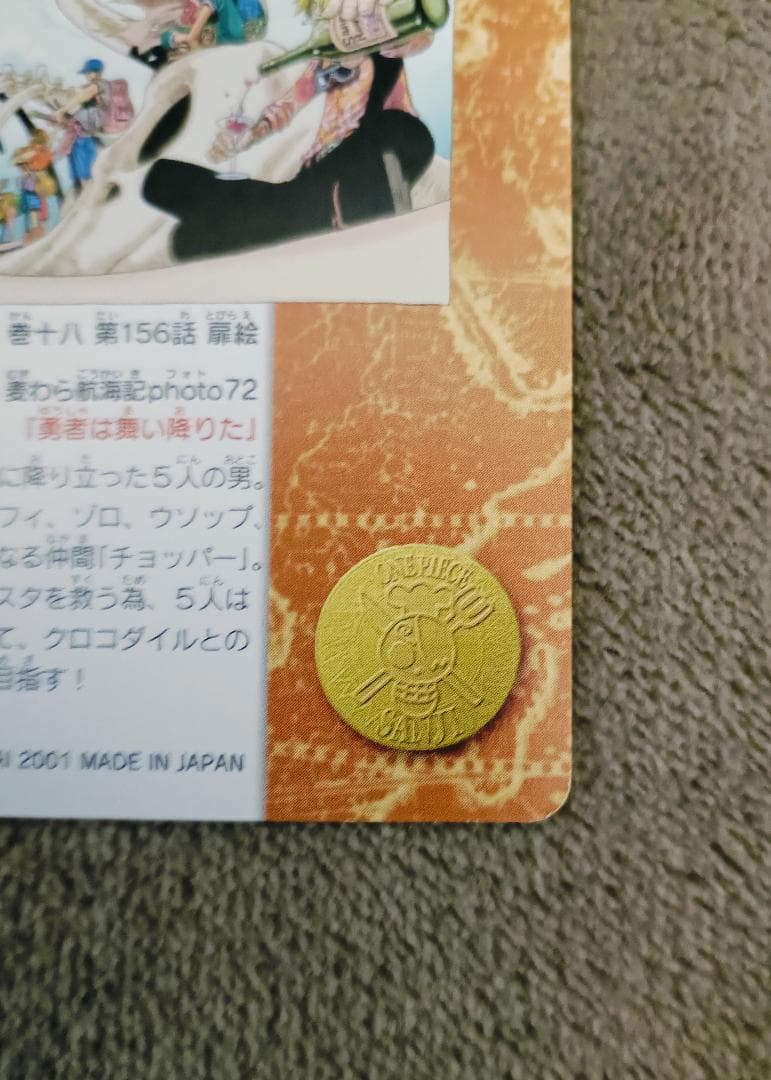 巻十八 第156話 扉絵
麦わら航海記photo72
「勇者は舞い降りた」
に降り立った5人の男。
フィ、ゾロ、ウソップ、
なる仲間「チョッパー」。
スタを救う為、5人は
て、クロコダイルとの
目指す!
AI 2001 MADE IN JAPAN
ONE PIECE